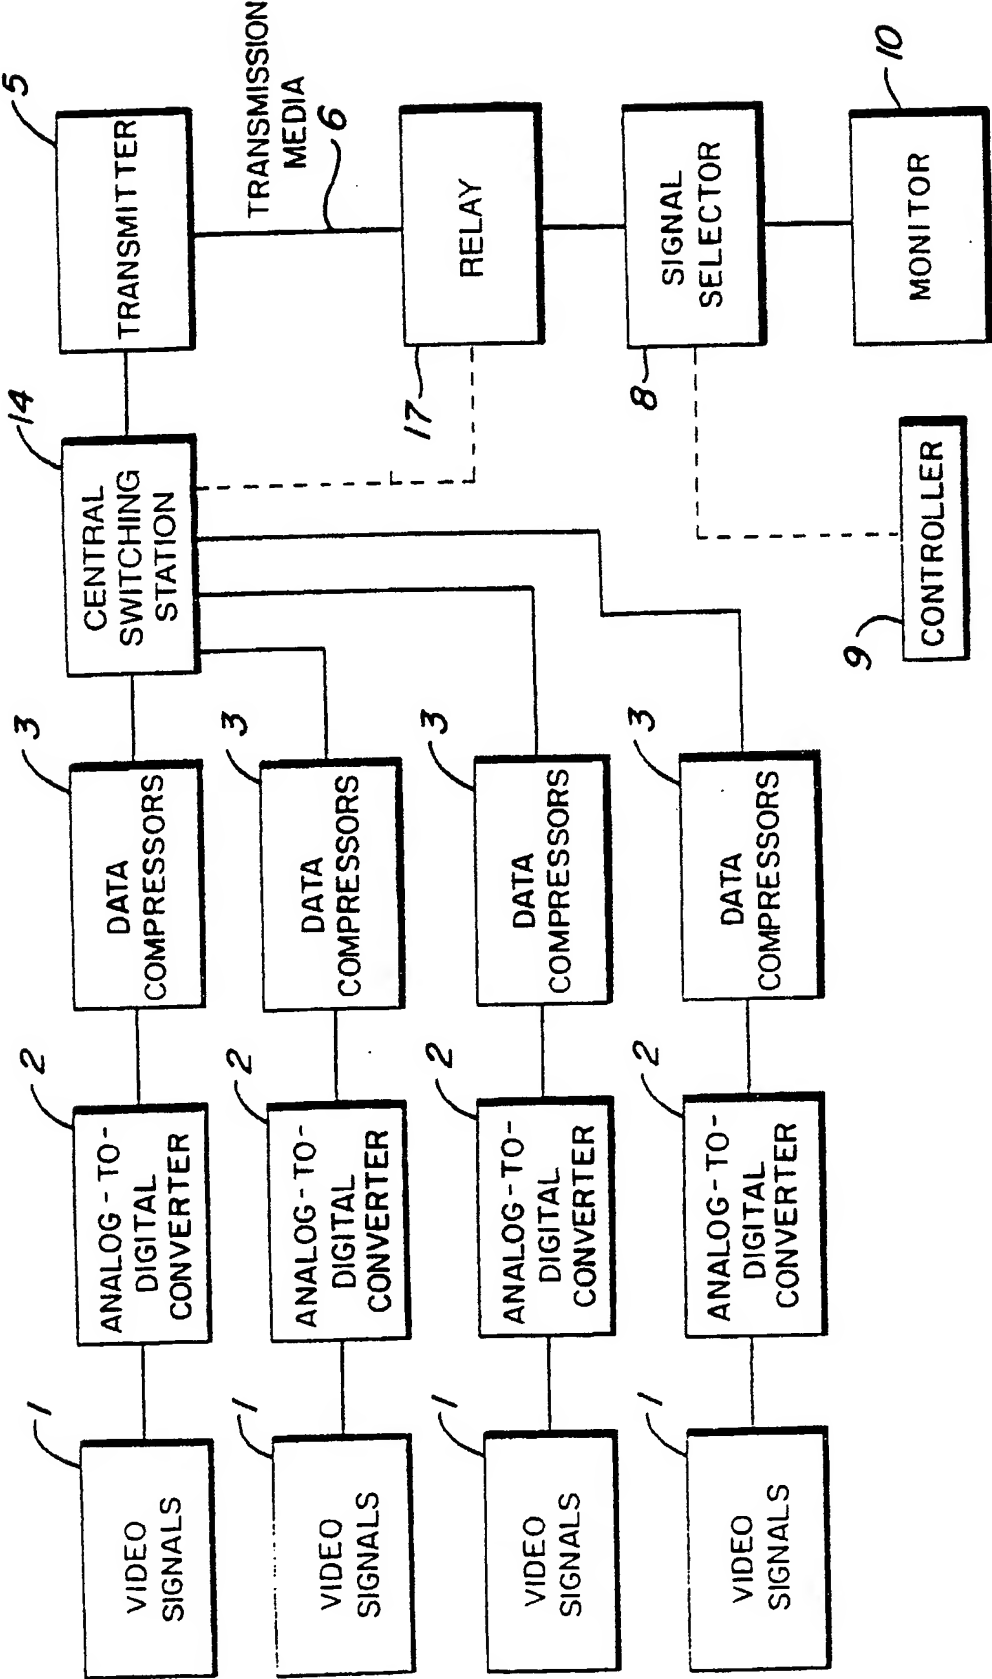 5
TRANSMITTER
TRANSMISSION
MEDIA
6
RELAY
17
SIGNAL
SELECTOR
8
10
MONITOR
14
CENTRAL
SWITCHING
STATION
9
CONTROLLER
3
DATA
COMPRESSORS
3
DATA
COMPRESSORS
3
DATA
COMPRESSORS
3
DATA
COMPRESSORS
2
ANALOG-TO-
DIGITAL
CONVERTER
2
ANALOG-TO-
DIGITAL
CONVERTER
2
ANALOG-TO-
DIGITAL
CONVERTER
2
ANALOG-TO-
DIGITAL
CONVERTER
1
VIDEO
SIGNALS
1
VIDEO
SIGNALS
1
VIDEO
SIGNALS
1
VIDEO
SIGNALS